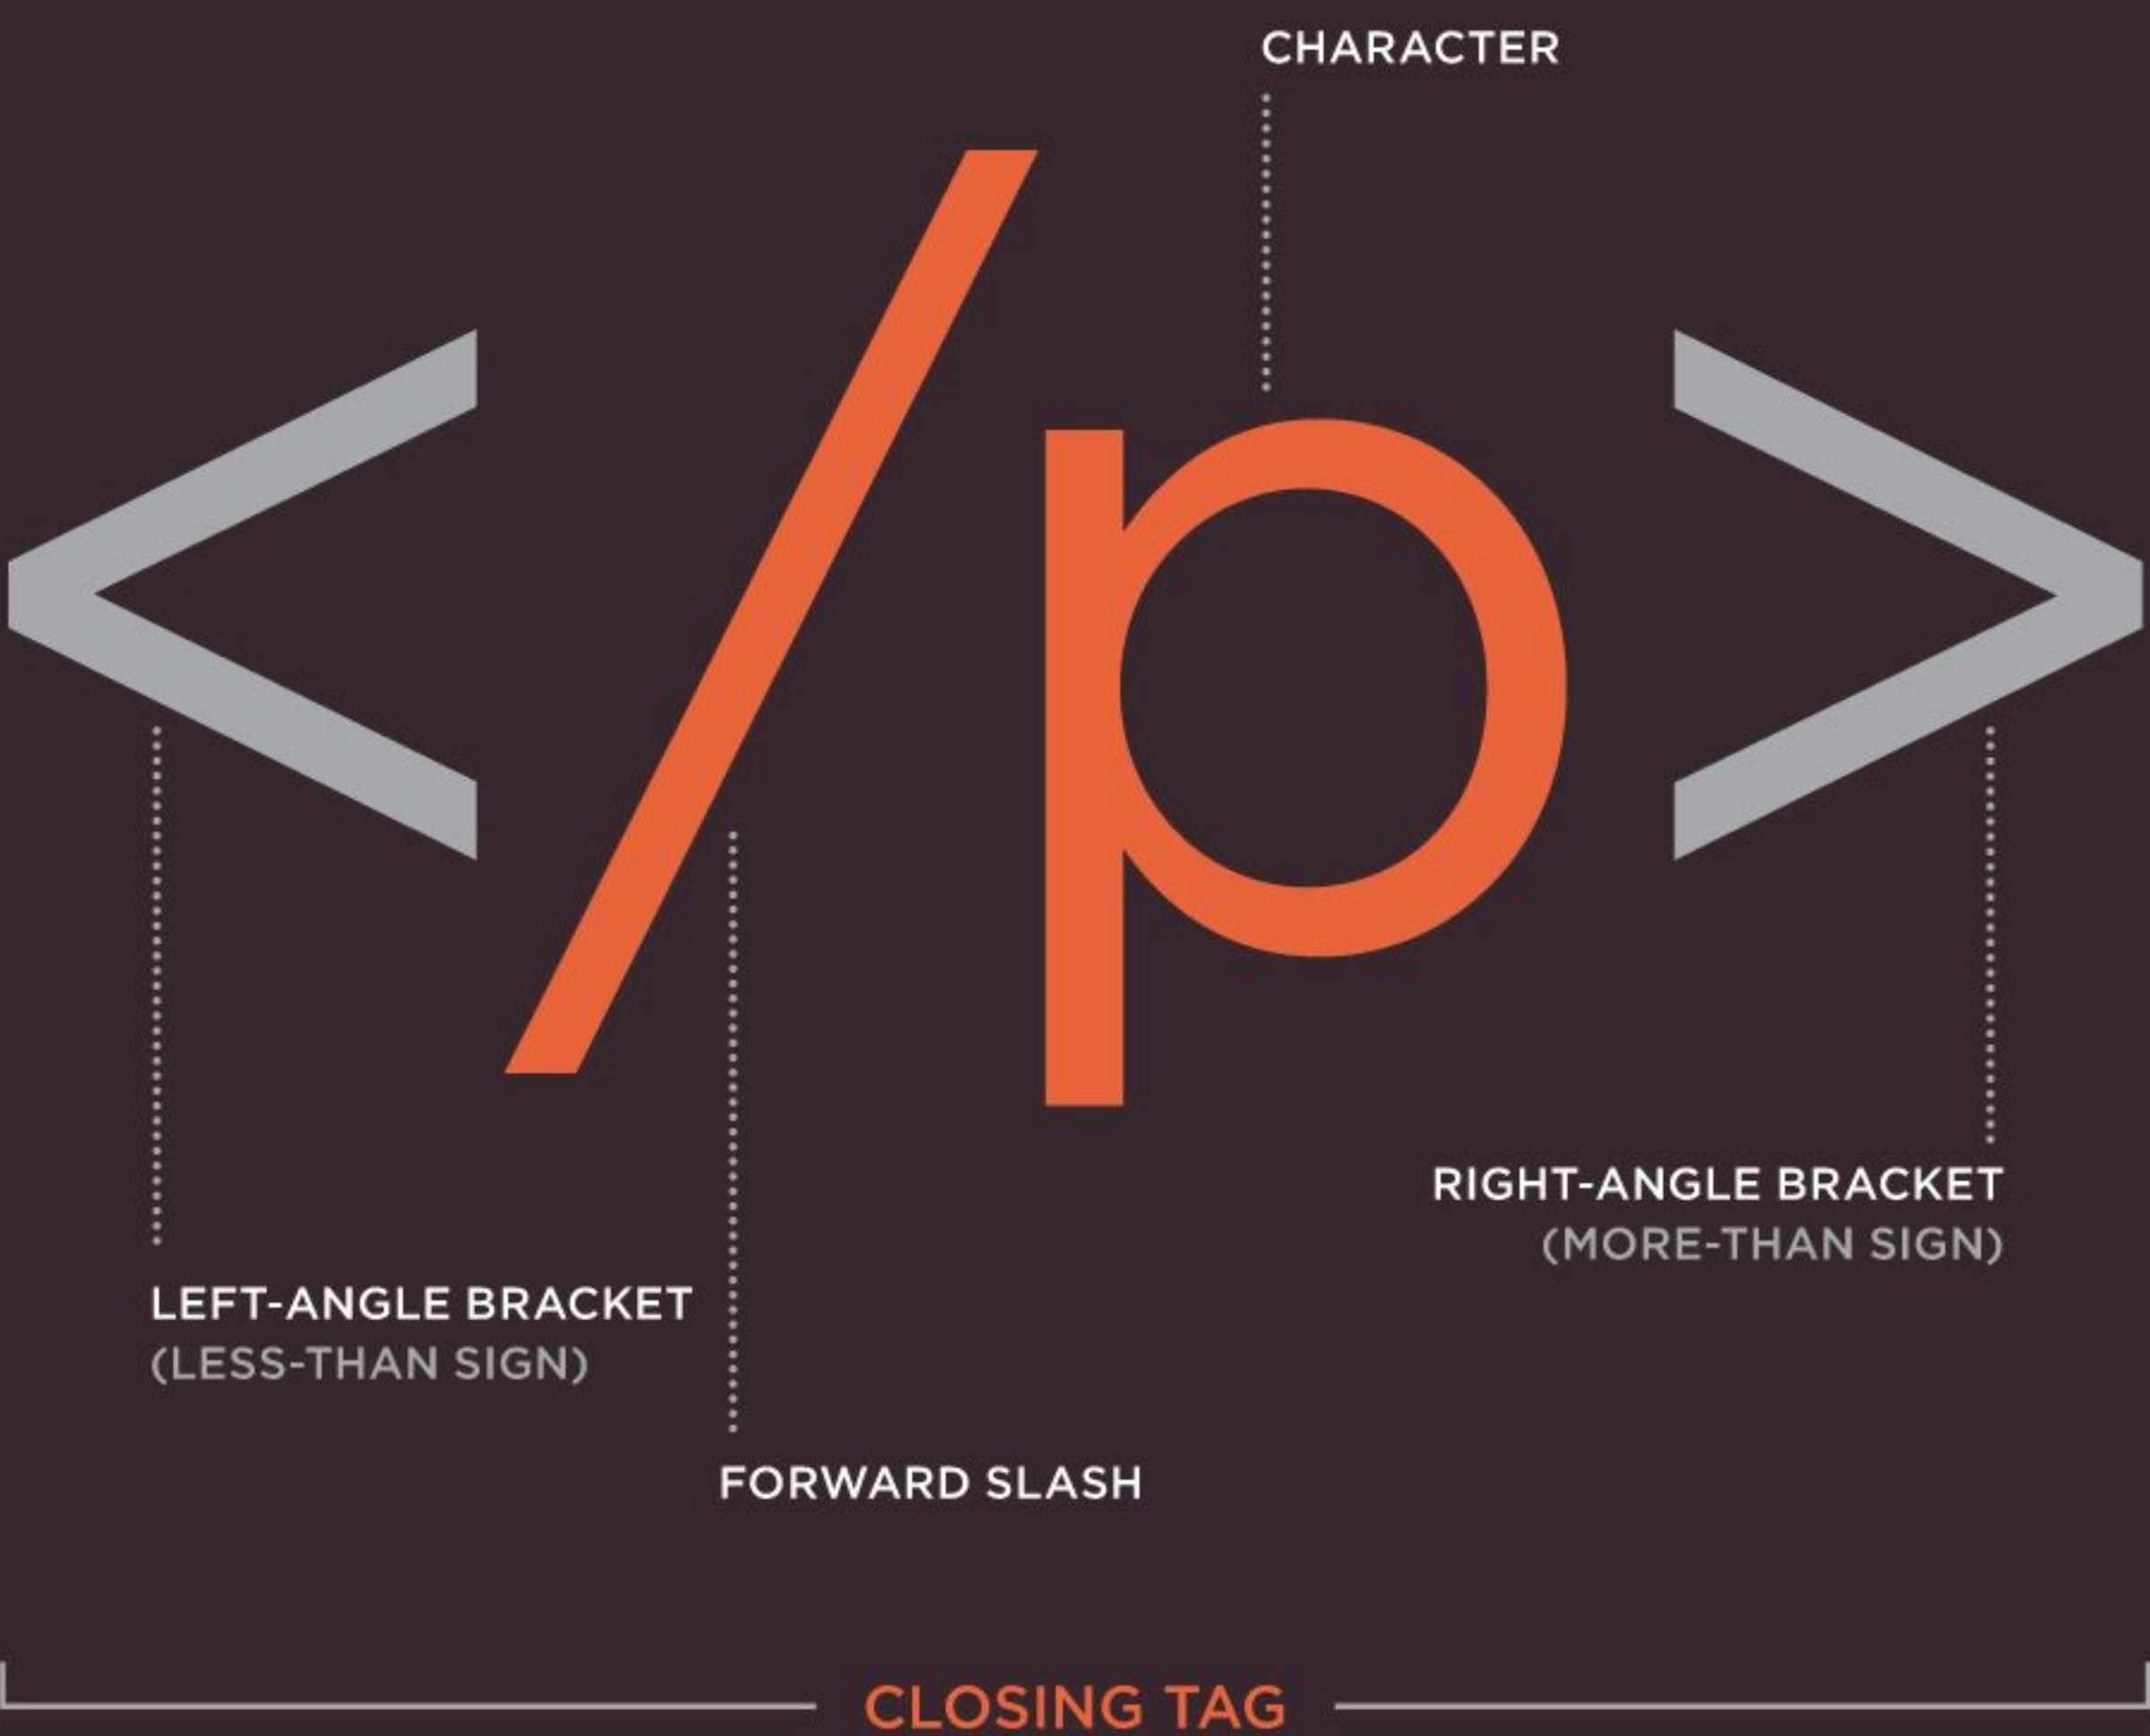 CHARACTER
</p>
RIGHT-ANGLE BRACKET
(MORE-THAN SIGN)
LEFT-ANGLE BRACKET
(LESS-THAN SIGN)
FORWARD SLASH
CLOSING TAG